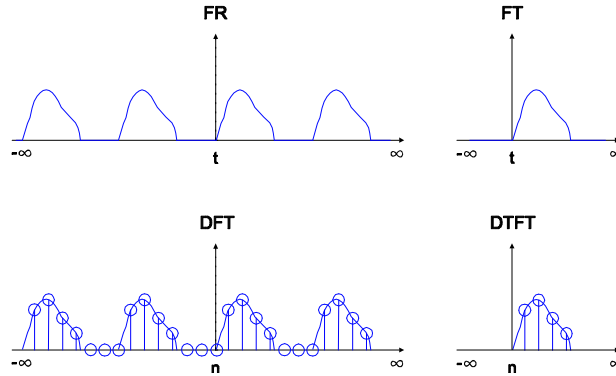 FR FT
-∞ t ∞ -∞ t ∞
DFT DTFT
-∞ n ∞ -∞ n ∞